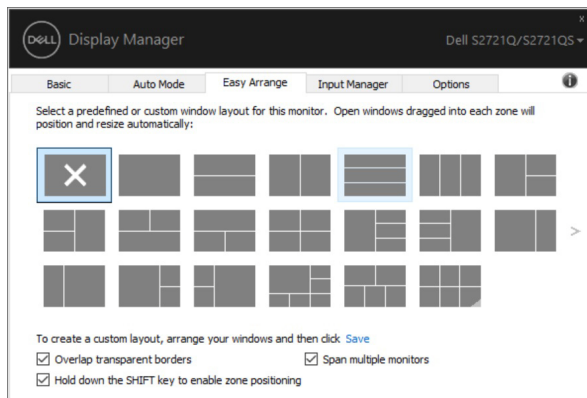 x
DELL Display Manager
Dell S2721Q/S2721QS
Basic Auto Mode Easy Arrange Input Manager Options
Select a predefined or custom window layout for this monitor. Open windows dragged into each zone will
position and resize automatically:
To create a custom layout, arrange your windows and then click Save
Overlap transparent borders Span multiple monitors
Hold down the SHIFT key to enable zone positioning